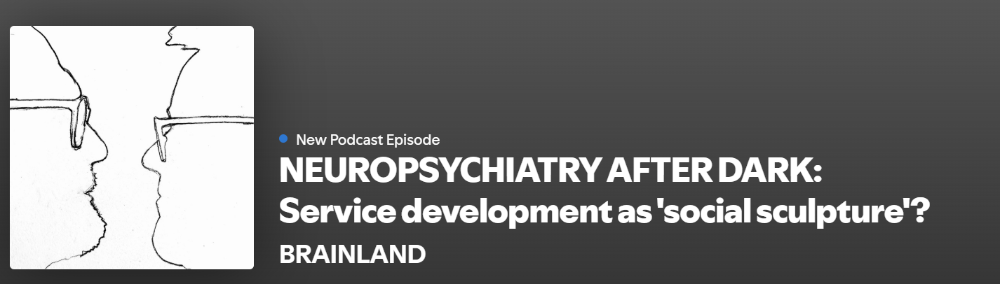 New Podcast Episode
NEUROPSYCHIATRY AFTER DARK:
Service development as 'social sculpture'?
BRAINLAND